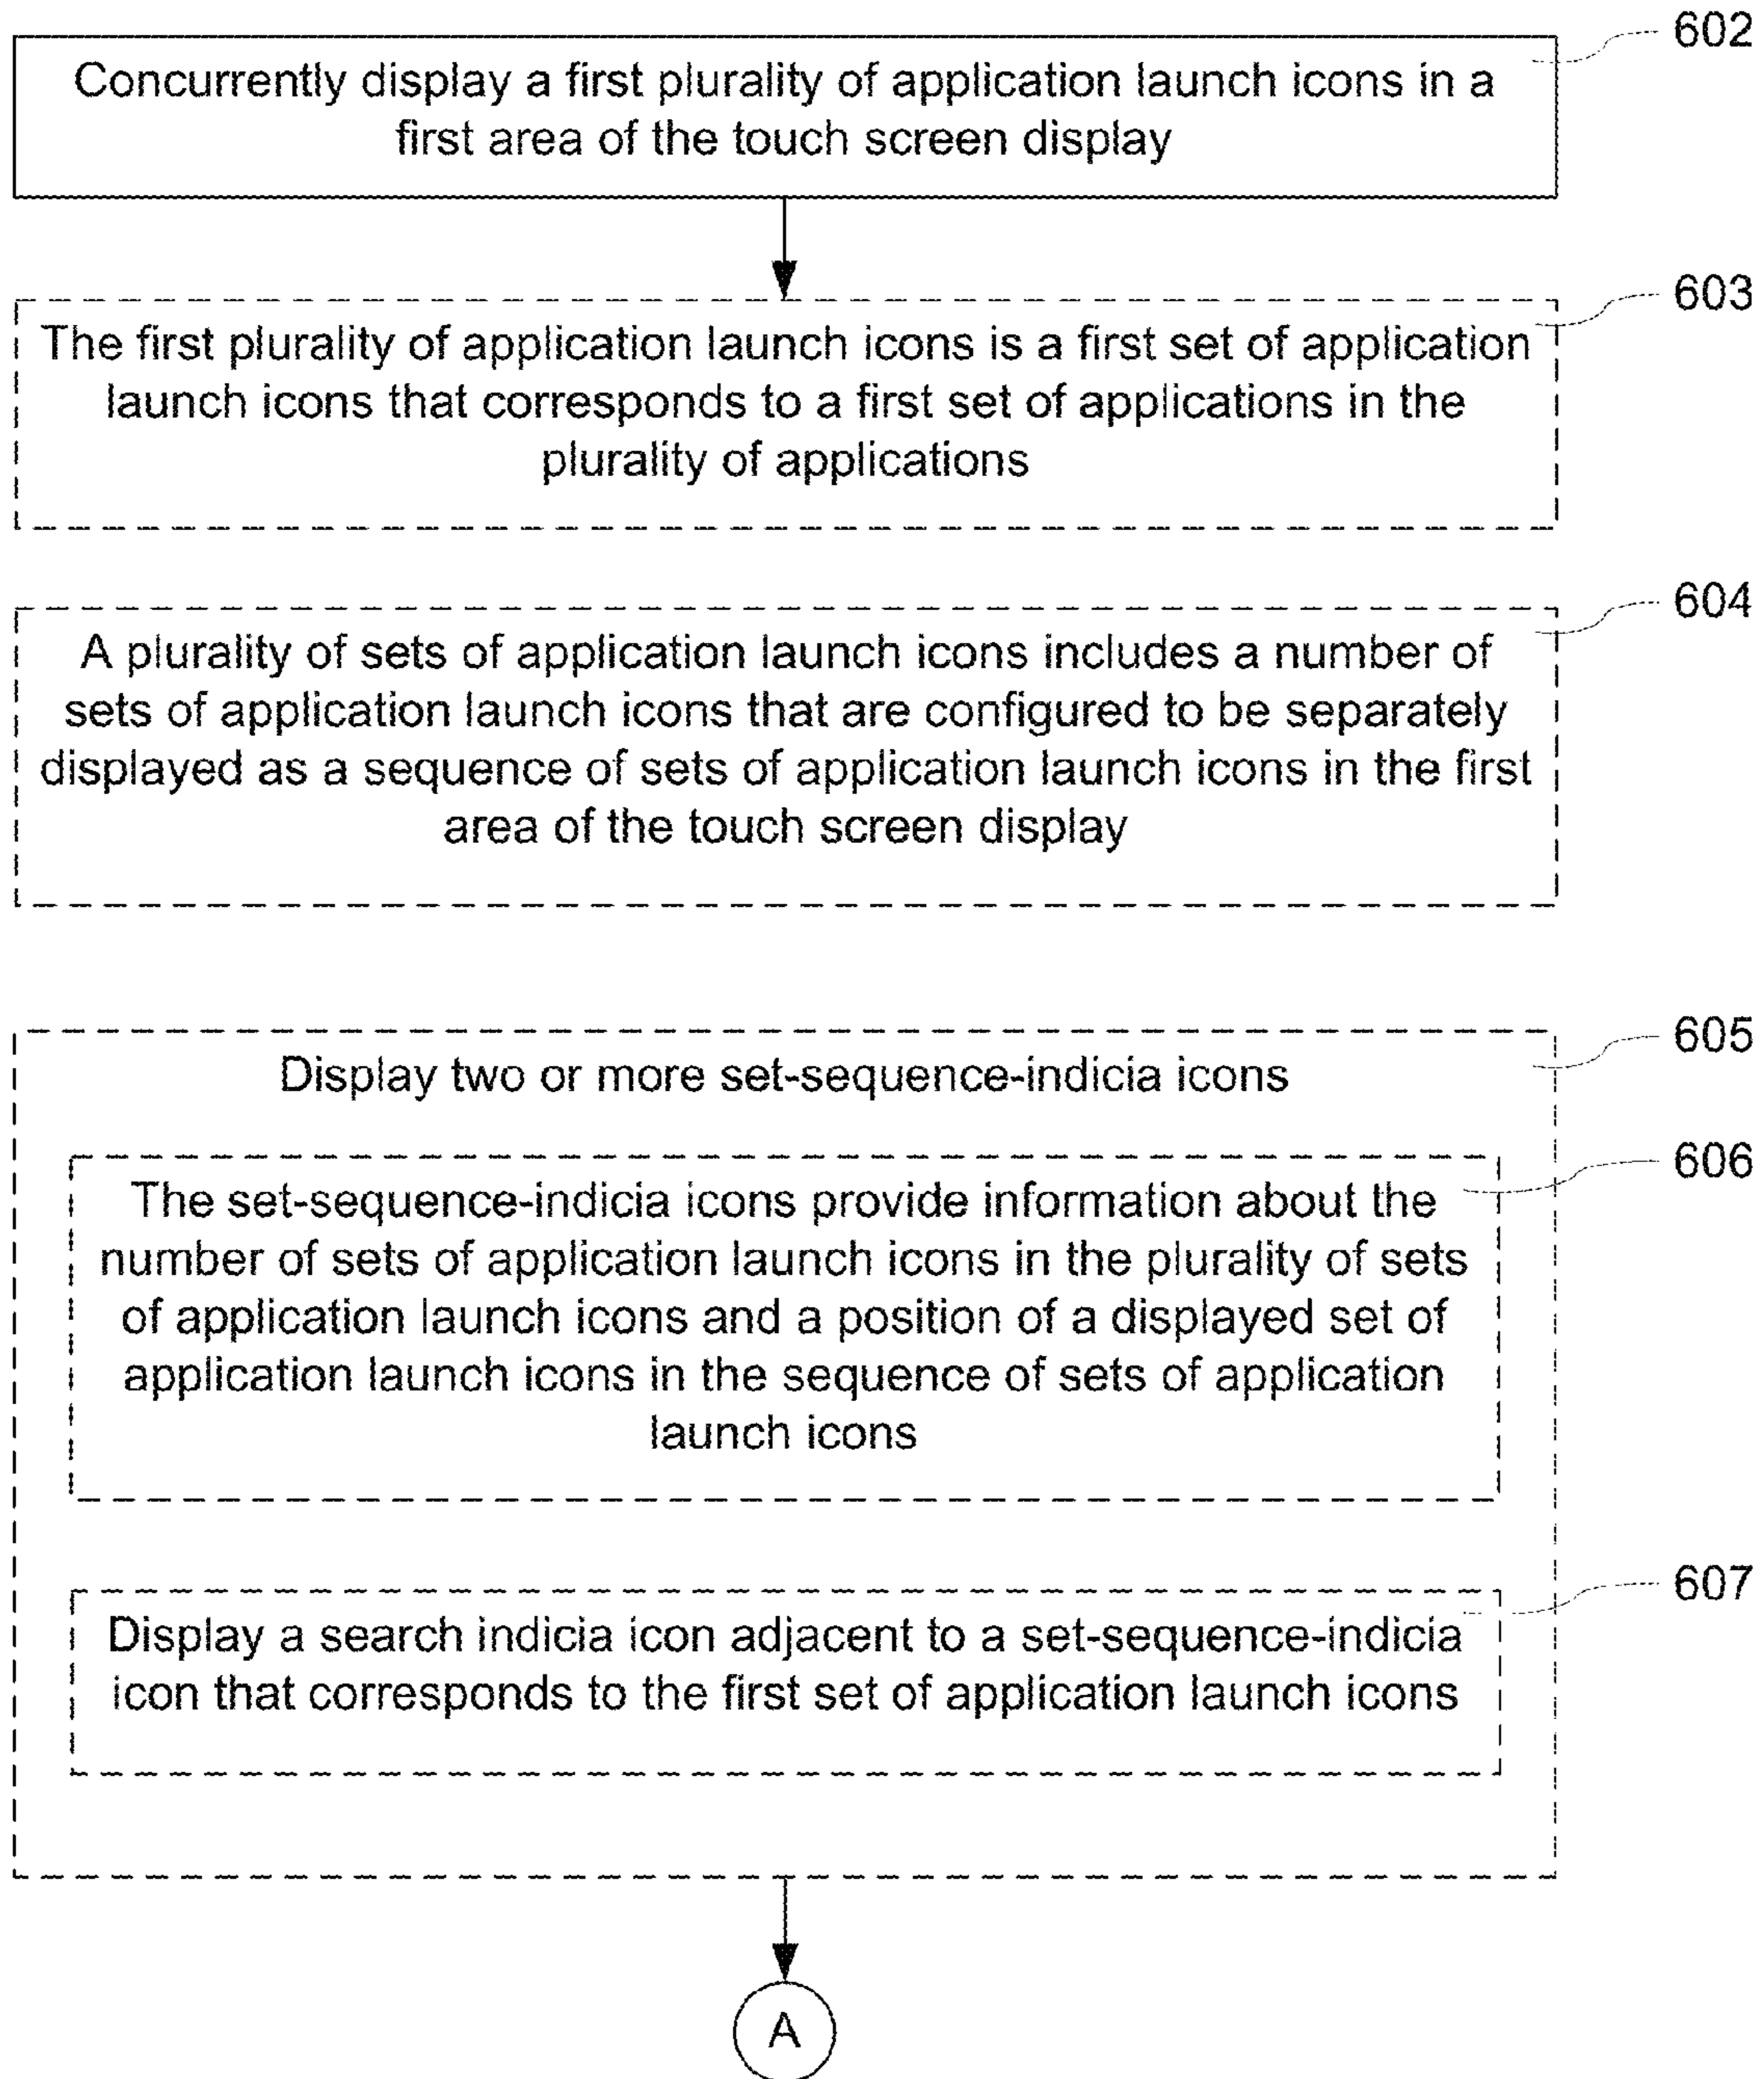 602
Concurrently display a first plurality of application launch icons in a
first area of the touch screen display
603
The first plurality of application launch icons is a first set of application
launch icons that corresponds to a first set of applications in the
plurality of applications
604
A plurality of sets of application launch icons includes a number of
sets of application launch icons that are configured to be separately
displayed as a sequence of sets of application launch icons in the first
area of the touch screen display
605
Display two or more set-sequence-indicia icons
606
The set-sequence-indicia icons provide information about the
number of sets of application launch icons in the plurality of sets
of application launch icons and a position of a displayed set of
application launch icons in the sequence of sets of application
launch icons
607
Display a search indicia icon adjacent to a set-sequence-indicia
icon that corresponds to the first set of application launch icons
A